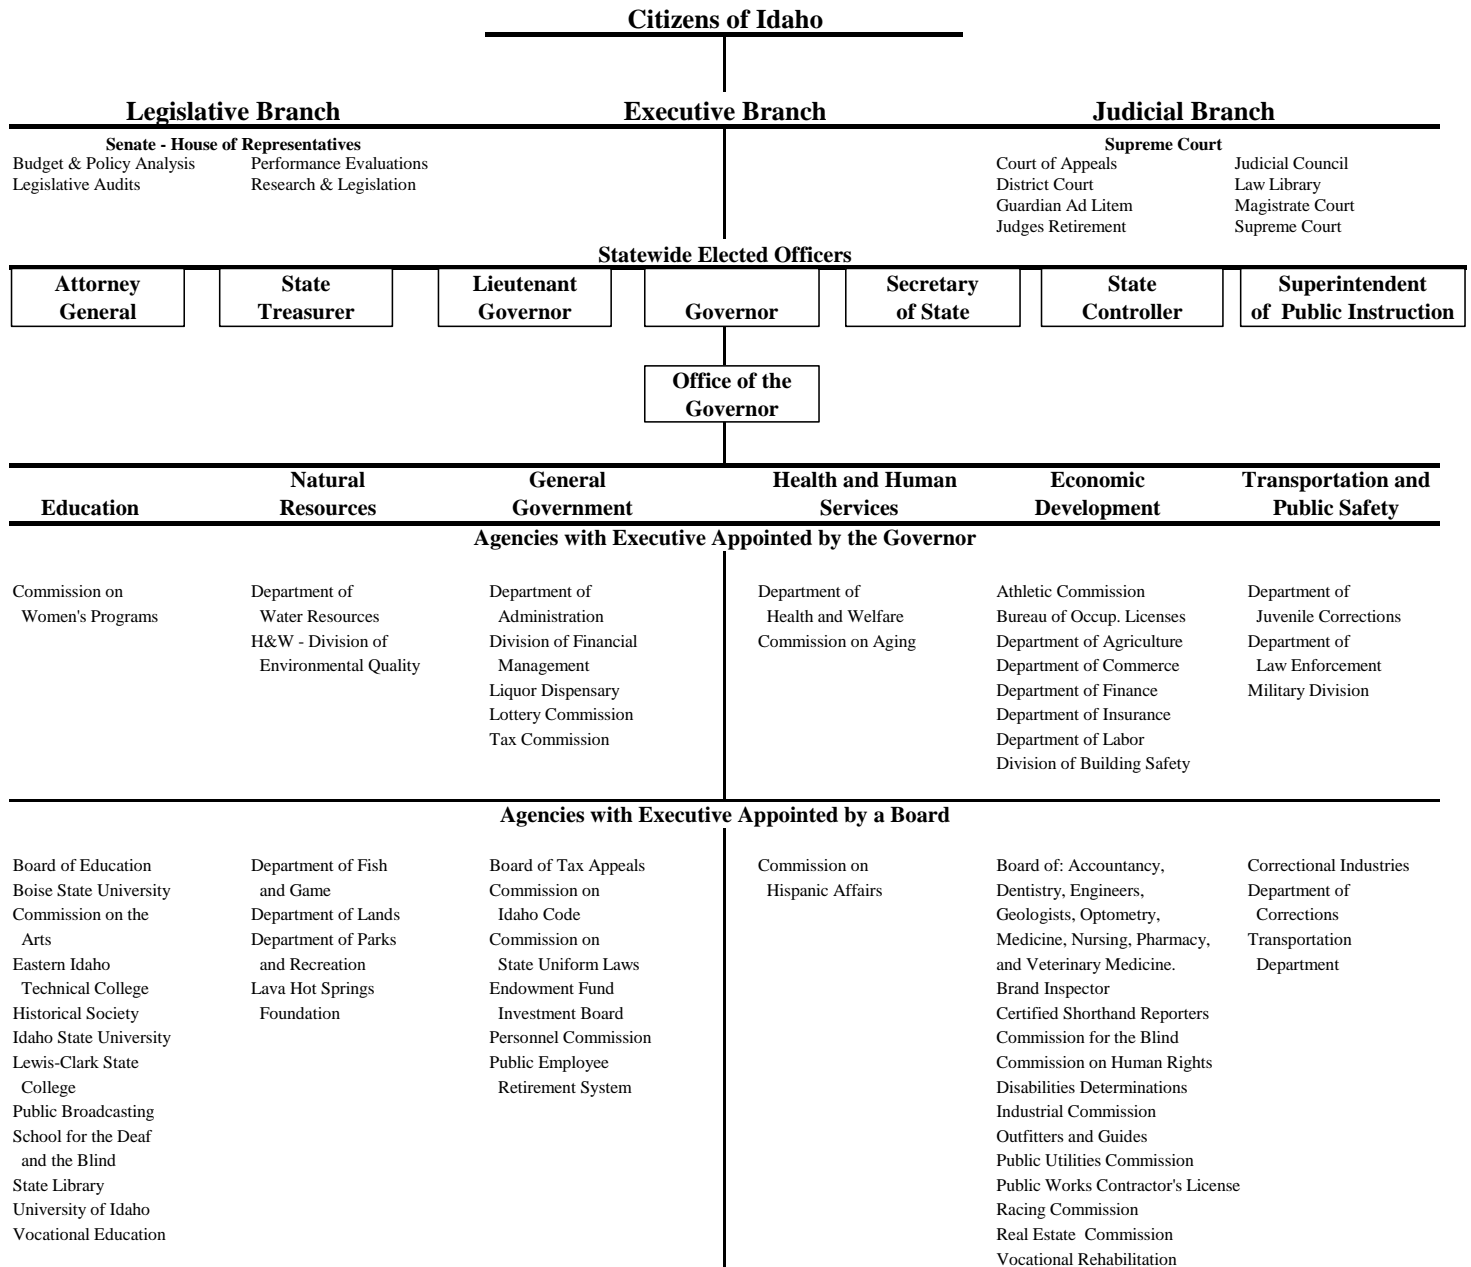 Citizens of Idaho
Legislative Branch
Executive Branch
Judicial Branch
Senate - House of Representatives
Budget & Policy Analysis
Performance Evaluations
Legislative Audits
Research & Legislation
Supreme Court
Court of Appeals
Judicial Council
District Court
Law Library
Guardian Ad Litem
Magistrate Court
Judges Retirement
Supreme Court
Statewide Elected Officers
Attorney
General
State
Treasurer
Lieutenant
Governor
Governor
Secretary
of State
State
Controller
Superintendent
of Public Instruction
Office of the
Governor
Education
Natural
Resources
General
Government
Health and Human
Services
Economic
Development
Transportation and
Public Safety
Agencies with Executive Appointed by the Governor
Commission on
Women's Programs
Department of
Water Resources
H&W - Division of
Environmental Quality
Department of
Administration
Division of Financial
Management
Liquor Dispensary
Lottery Commission
Tax Commission
Department of
Health and Welfare
Commission on Aging
Athletic Commission
Bureau of Occup. Licenses
Department of Agriculture
Department of Commerce
Department of Finance
Department of Insurance
Department of Labor
Division of Building Safety
Department of
Juvenile Corrections
Department of
Law Enforcement
Military Division
Agencies with Executive Appointed by a Board
Board of Education
Boise State University
Commission on the
Arts
Eastern Idaho
Technical College
Historical Society
Idaho State University
Lewis-Clark State
College
Public Broadcasting
School for the Deaf
and the Blind
State Library
University of Idaho
Vocational Education
Department of Fish
and Game
Department of Lands
Department of Parks
and Recreation
Lava Hot Springs
Foundation
Board of Tax Appeals
Commission on
Idaho Code
Commission on
State Uniform Laws
Endowment Fund
Investment Board
Personnel Commission
Public Employee
Retirement System
Commission on
Hispanic Affairs
Board of: Accountancy,
Dentistry, Engineers,
Geologists, Optometry,
Medicine, Nursing, Pharmacy,
and Veterinary Medicine.
Brand Inspector
Certified Shorthand Reporters
Commission for the Blind
Commission on Human Rights
Disabilities Determinations
Industrial Commission
Outfitters and Guides
Public Utilities Commission
Public Works Contractor's License
Racing Commission
Real Estate Commission
Vocational Rehabilitation
Correctional Industries
Department of
Corrections
Transportation
Department